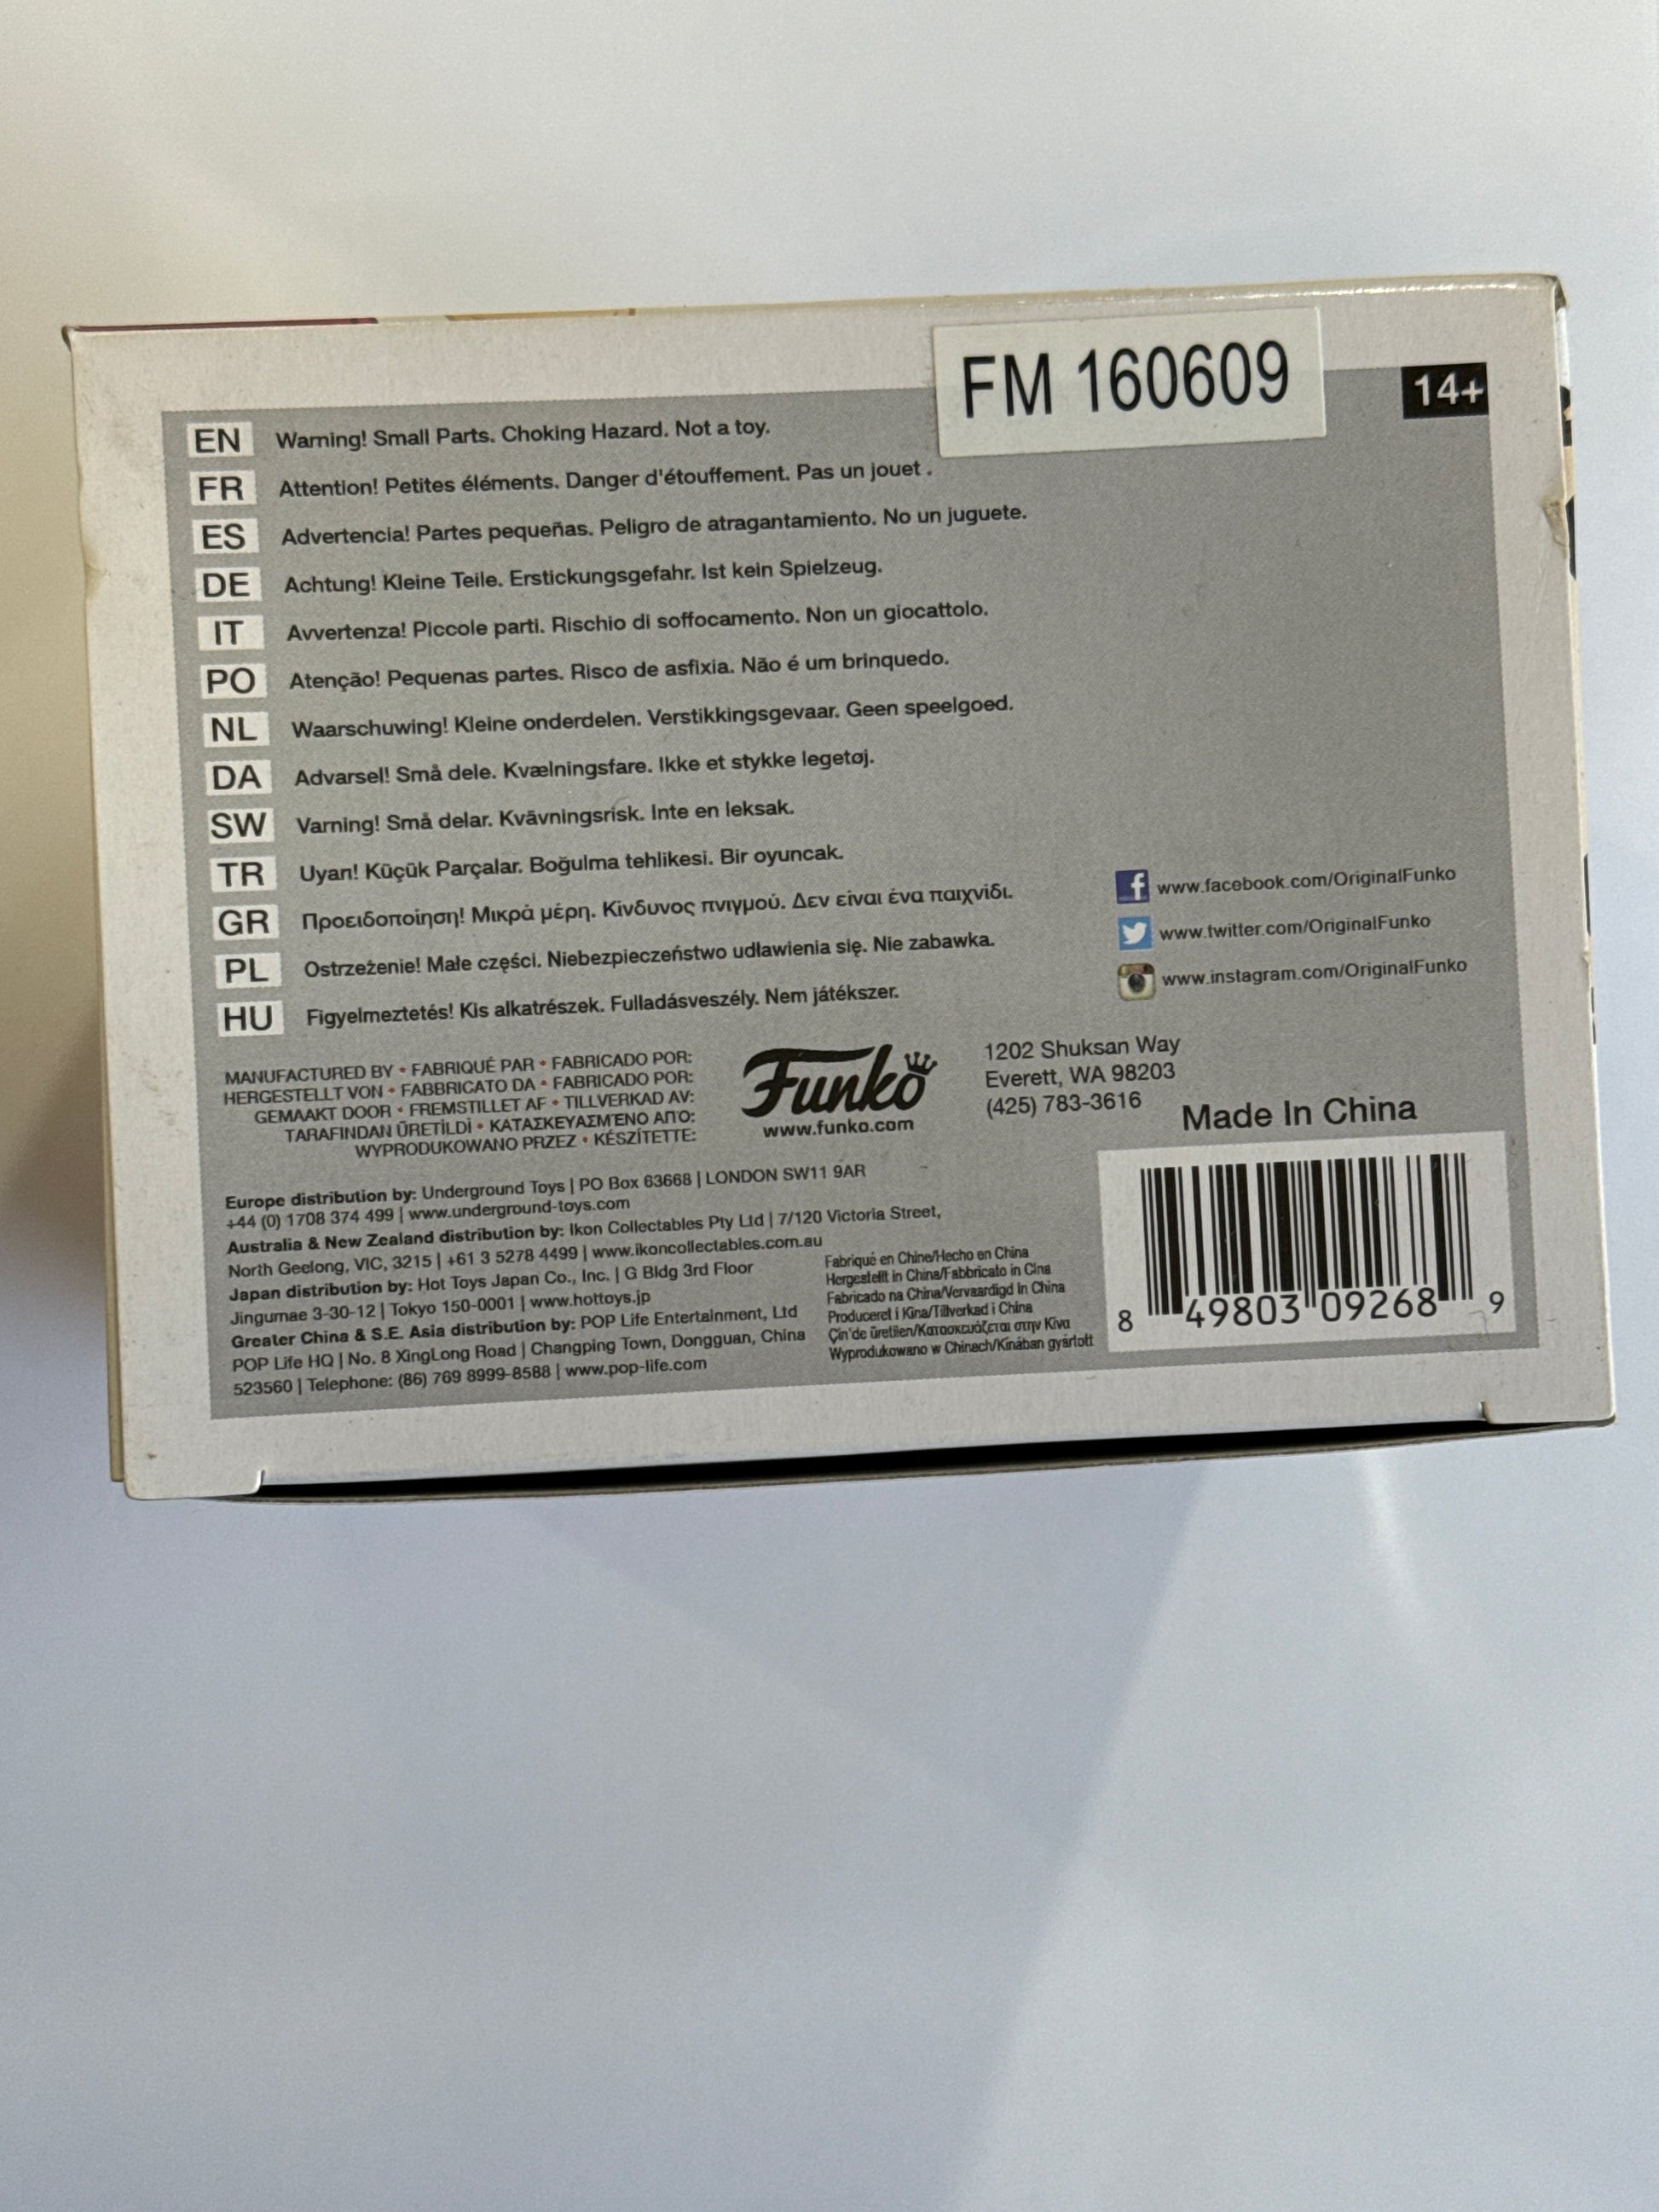 FM 160609
14+
EN Warning! Small Parts. Choking Hazard. Not a toy.
FR Attention! Petites éléments. Danger d'étouffement. Pas un jouet .
ES Advertencia! Partes pequeñas. Peligro de atragantamiento. No un juguete.
DE Achtung! Kleine Teile. Erstickungsgefahr. Ist kein Spielzeug.
IT Avvertenza! Piccole parti. Rischio di soffocamento. Non un giocattolo.
PO Atenção! Pequenas partes. Risco de asfixia. Não é um brinquedo.
NL Waarschuwing! Kleine onderdelen. Verstikkingsgevaar. Geen speelgoed.
DA Advarsel! Små dele. Kvælningsfare. Ikke et stykke legetøj.
SW Varning! Små delar. Kvävningsrisk. Inte en leksak.
TR Uyarı! Küçük Parçalar. Boğulma tehlikesi. Bir oyuncak.
GR Προειδοποίηση! Μικρά μέρη. Κίνδυνος πνιγμού. Δεν είναι ένα παιχνίδι.
PL Ostrzeżenie! Małe części. Niebezpieczeństwo udławienia się. Nie zabawka.
HU Figyelmeztetés! Kis alkatrészek. Fulladásveszély. Nem játékszer.
www.facebook.com/OriginalFunko
www.twitter.com/OriginalFunko
www.instagram.com/OriginalFunko
MANUFACTURED BY • FABRIQUÉ PAR • FABRICADO POR:
HERGESTELLT VON • FABBRICATO DA • FABRICADO POR:
GEMAAKT DOOR • FREMSTILLET AF • TILLVERKAD AV:
TARAFINDAN ÜRETİLDİ • ΚΑΤΑΣΚΕΥΑΣΜΈΝΟ ΑΠΌ:
WYPRODUKOWANO PRZEZ • KÉSZÍTETTE:
Funko
www.funko.com
1202 Shuksan Way
Everett, WA 98203
(425) 783-3616
Made In China
Europe distribution by: Underground Toys | PO Box 63668 | LONDON SW11 9AR
+44 (0) 1708 374 499 | www.underground-toys.com
Australia & New Zealand distribution by: Ikon Collectables Pty Ltd | 7/120 Victoria Street,
North Geelong, VIC, 3215 | +61 3 5278 4499 | www.ikoncollectables.com.au
Japan distribution by: Hot Toys Japan Co., Inc. | G Bldg 3rd Floor
Jingumae 3-30-12 | Tokyo 150-0001 | www.hottoys.jp
Greater China & S.E. Asia distribution by: POP Life Entertainment, Ltd
POP Life HQ | No. 8 XingLong Road | Changping Town, Dongguan, China
523560 | Telephone: (86) 769 8999-8588 | www.pop-life.com
Fabriqué en Chine/Hecho en China
Hergestellt in China/Fabbricato in Cina
Fabricado na China/Vervaardigd in China
Produceret i Kina/Tillverkad i China
Çin'de üretilen/Κατασκευάζεται στην Κίνα
Wyprodukowano w Chinach/Kínában gyártott
8 49803 09268 9